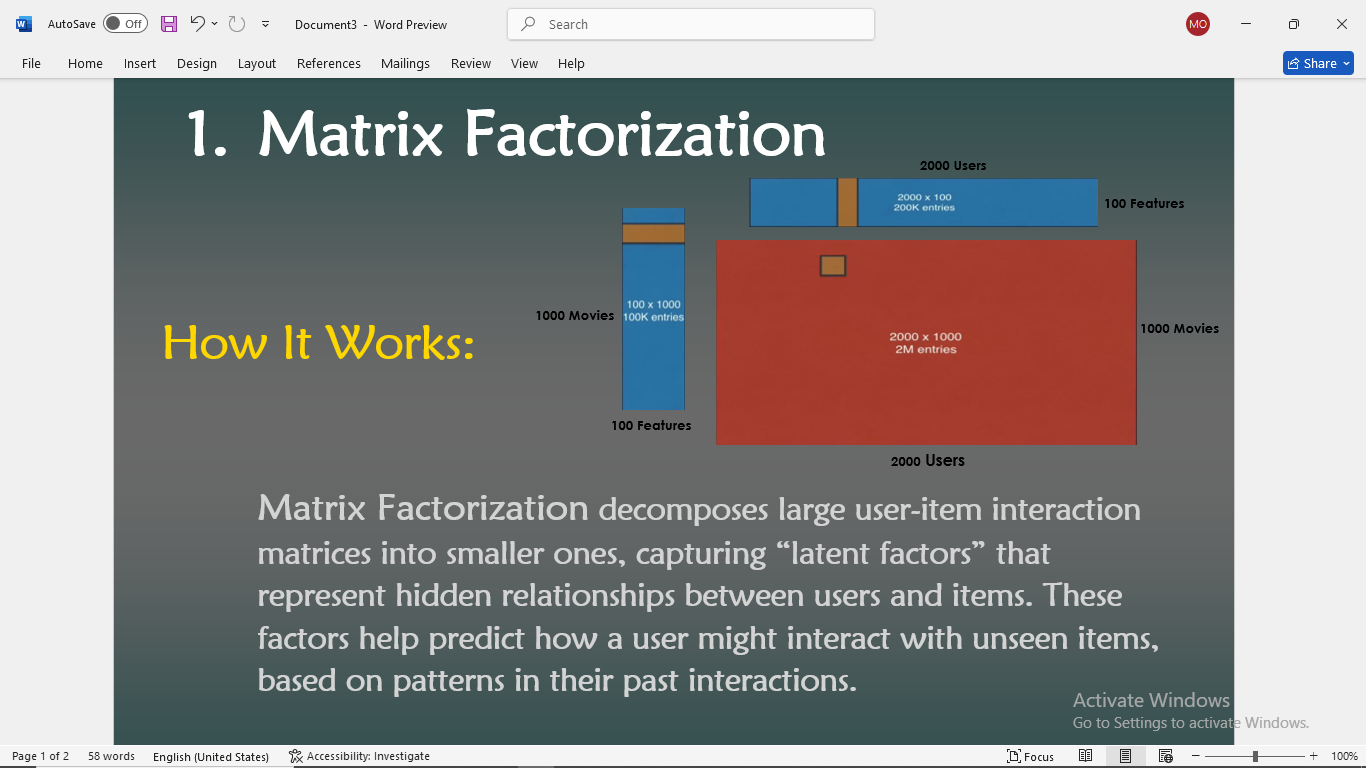 AutoSave Off Document3 - Word Preview Search MO
File Home Insert Design Layout References Mailings Review View Help Share
1. Matrix Factorization
2000 Users
2000 x 100
200K entries
100 Features
1000 Movies
100 x 1000
100K entries
100 Features
2000 x 1000
2M entries
1000 Movies
2000 Users
How It Works:
Matrix Factorization decomposes large user-item interaction
matrices into smaller ones, capturing “latent factors” that
represent hidden relationships between users and items. These
factors help predict how a user might interact with unseen items,
based on patterns in their past interactions.
Activate Windows
Go to Settings to activate Windows.
Page 1 of 2 58 words English (United States) Accessibility: Investigate Focus 100%